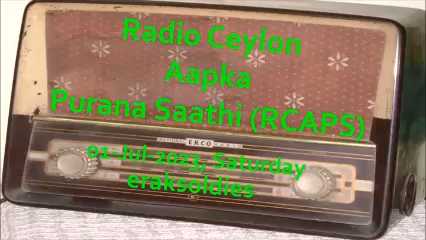 Radio Ceylon
Aapka
Purana Saathi (RCAPS)
EKCO
01-Jul-2023, Saturday
eraksoldies